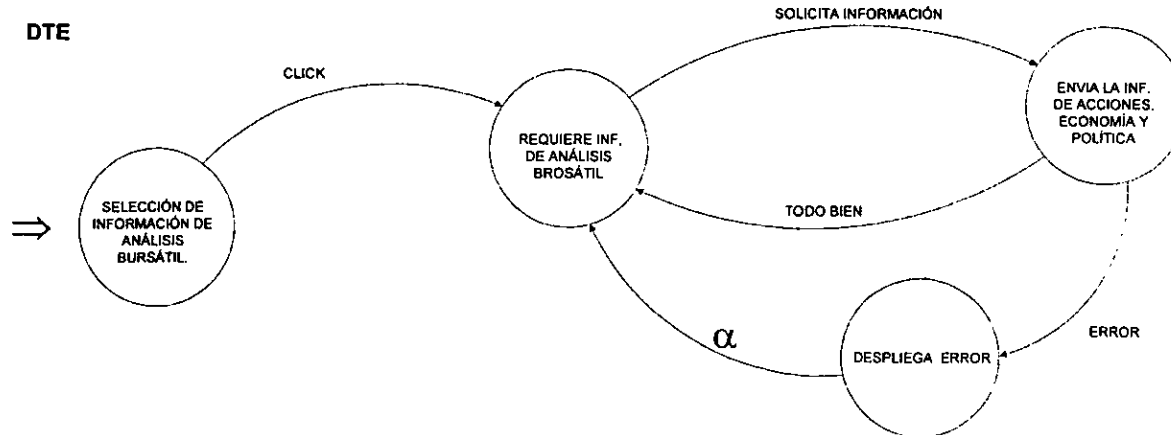 DTE
SOLICITA INFORMACIÓN
CLICK
ENVIA LA INF.
DE ACCIONES,
ECONOMÍA Y
POLÍTICA
REQUIERE INF.
DE ANÁLISIS
BROSÁTIL
SELECCIÓN DE
INFORMACIÓN DE
ANÁLISIS
BURSÁTIL.
TODO BIEN
ERROR
α
DESPLIEGA ERROR